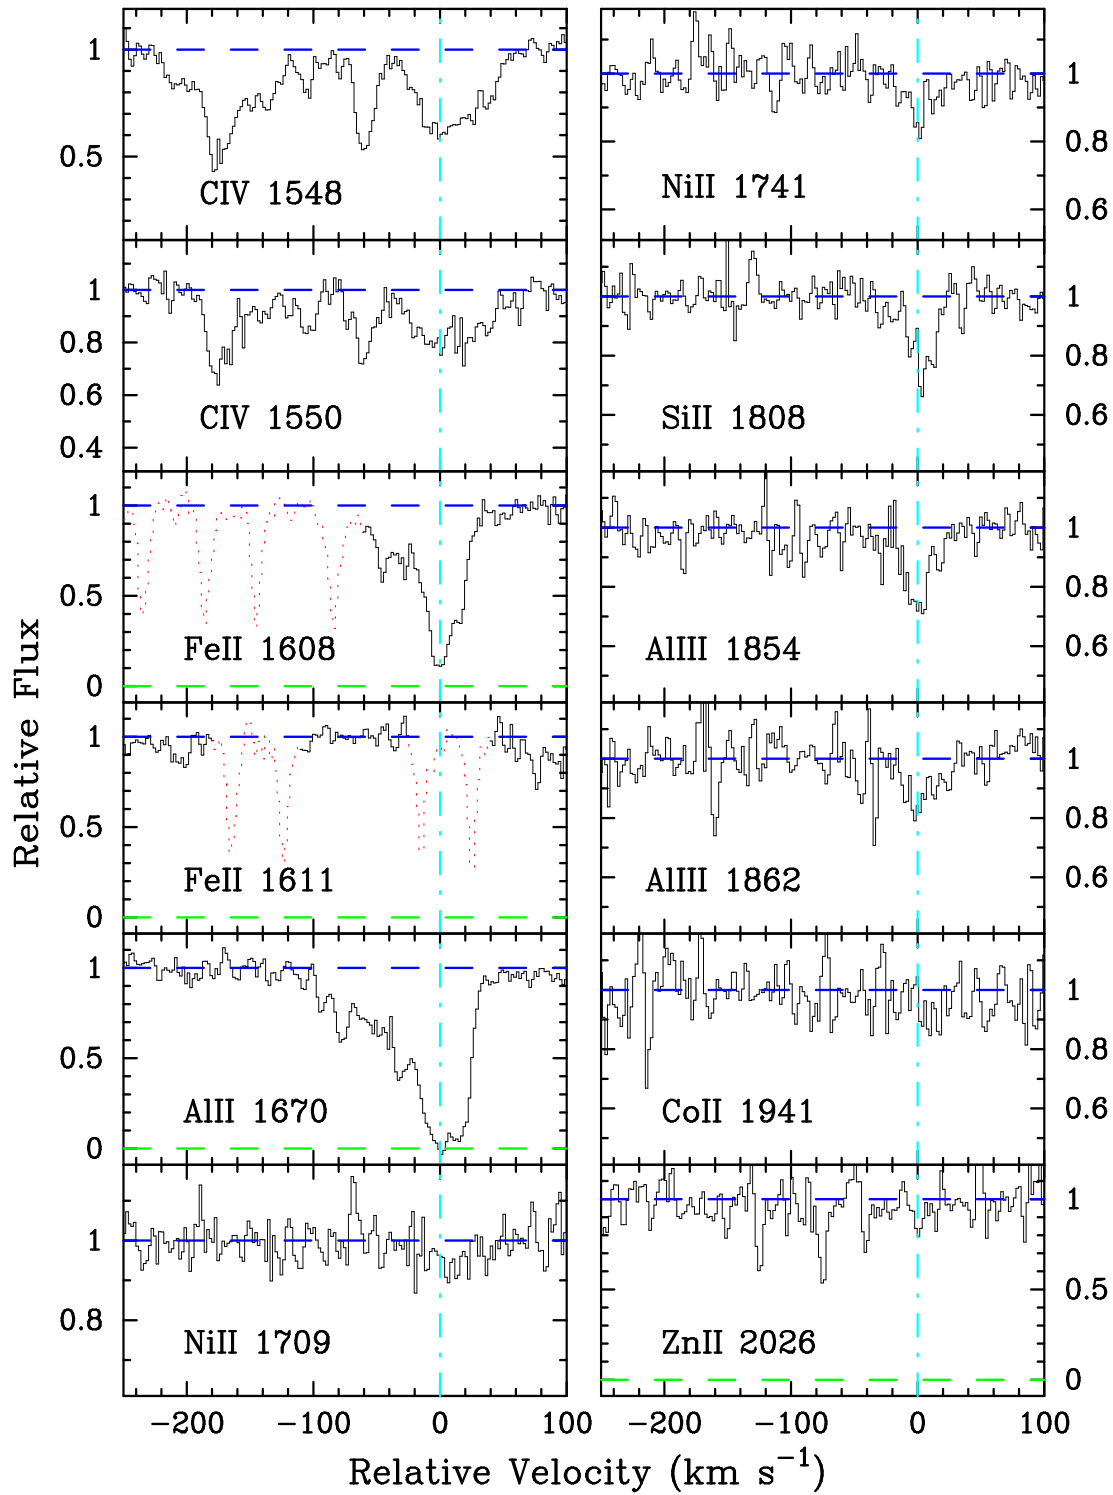 1
0.5
CIV 1548
1
0.8
0.6
0.4
CIV 1550
1
0.5
0
FeII 1608
1
0.5
0
FeII 1611
1
0.5
0
AlII 1670
1
0.8
NiII 1709
1
0.8
0.6
NiII 1741
1
0.8
0.6
SiII 1808
1
0.8
0.6
AlIII 1854
1
0.8
0.6
AlIII 1862
1
0.8
0.6
CoII 1941
1
0.5
0
ZnII 2026
−200 −100 0 100
−200 −100 0 100
Relative Flux
Relative Velocity (km s⁻¹)